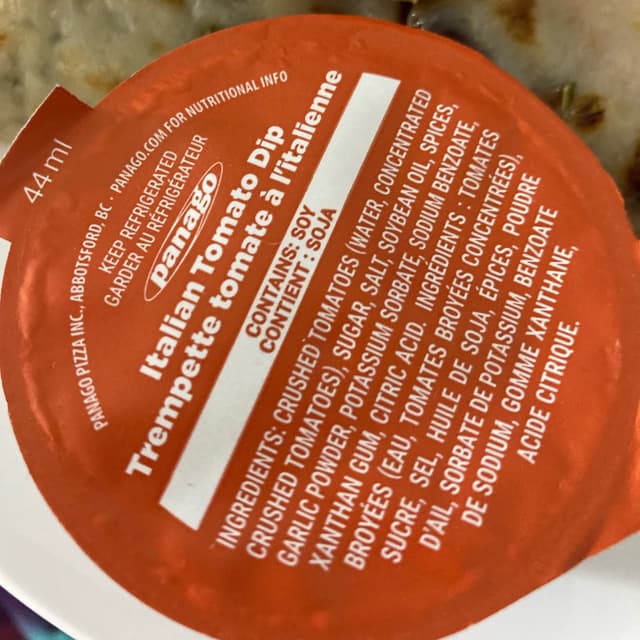 44 ml
PANAGO PIZZA INC., ABBOTSFORD, BC • PANAGO.COM FOR NUTRITIONAL INFO
KEEP REFRIGERATED
GARDER AU RÉFRIGÉRATEUR
Panago
Italian Tomato Dip
Trempette tomate à l'italienne
CONTAINS: SOY
CONTIENT : SOJA
INGREDIENTS: CRUSHED TOMATOES (WATER, CONCENTRATED
CRUSHED TOMATOES), SUGAR, SALT, SOYBEAN OIL, SPICES,
GARLIC POWDER, POTASSIUM SORBATE, SODIUM BENZOATE,
XANTHAN GUM, CITRIC ACID. INGRÉDIENTS : TOMATES
BROYÉES (EAU, TOMATES BROYÉES CONCENTRÉES),
SUCRE, SEL, HUILE DE SOJA, ÉPICES, POUDRE
D'AIL, SORBATE DE POTASSIUM, BENZOATE
DE SODIUM, GOMME XANTHANE,
ACIDE CITRIQUE.